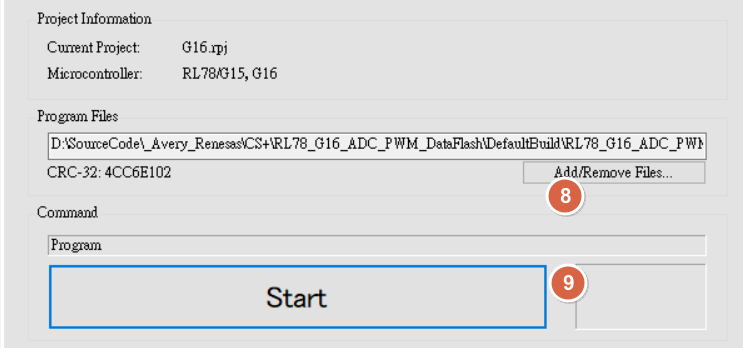 Project Information
Current Project: G16.rpj
Microcontroller: RL78/G15, G16
Program Files
D:\SourceCode\_Avery_Renesas\CS+\RL78_G16_ADC_PWM_DataFlash\DefaultBuild\RL78_G16_ADC_PWM
CRC-32: 4CC6E102 Add/Remove Files...
8
Command
Program
Start 9